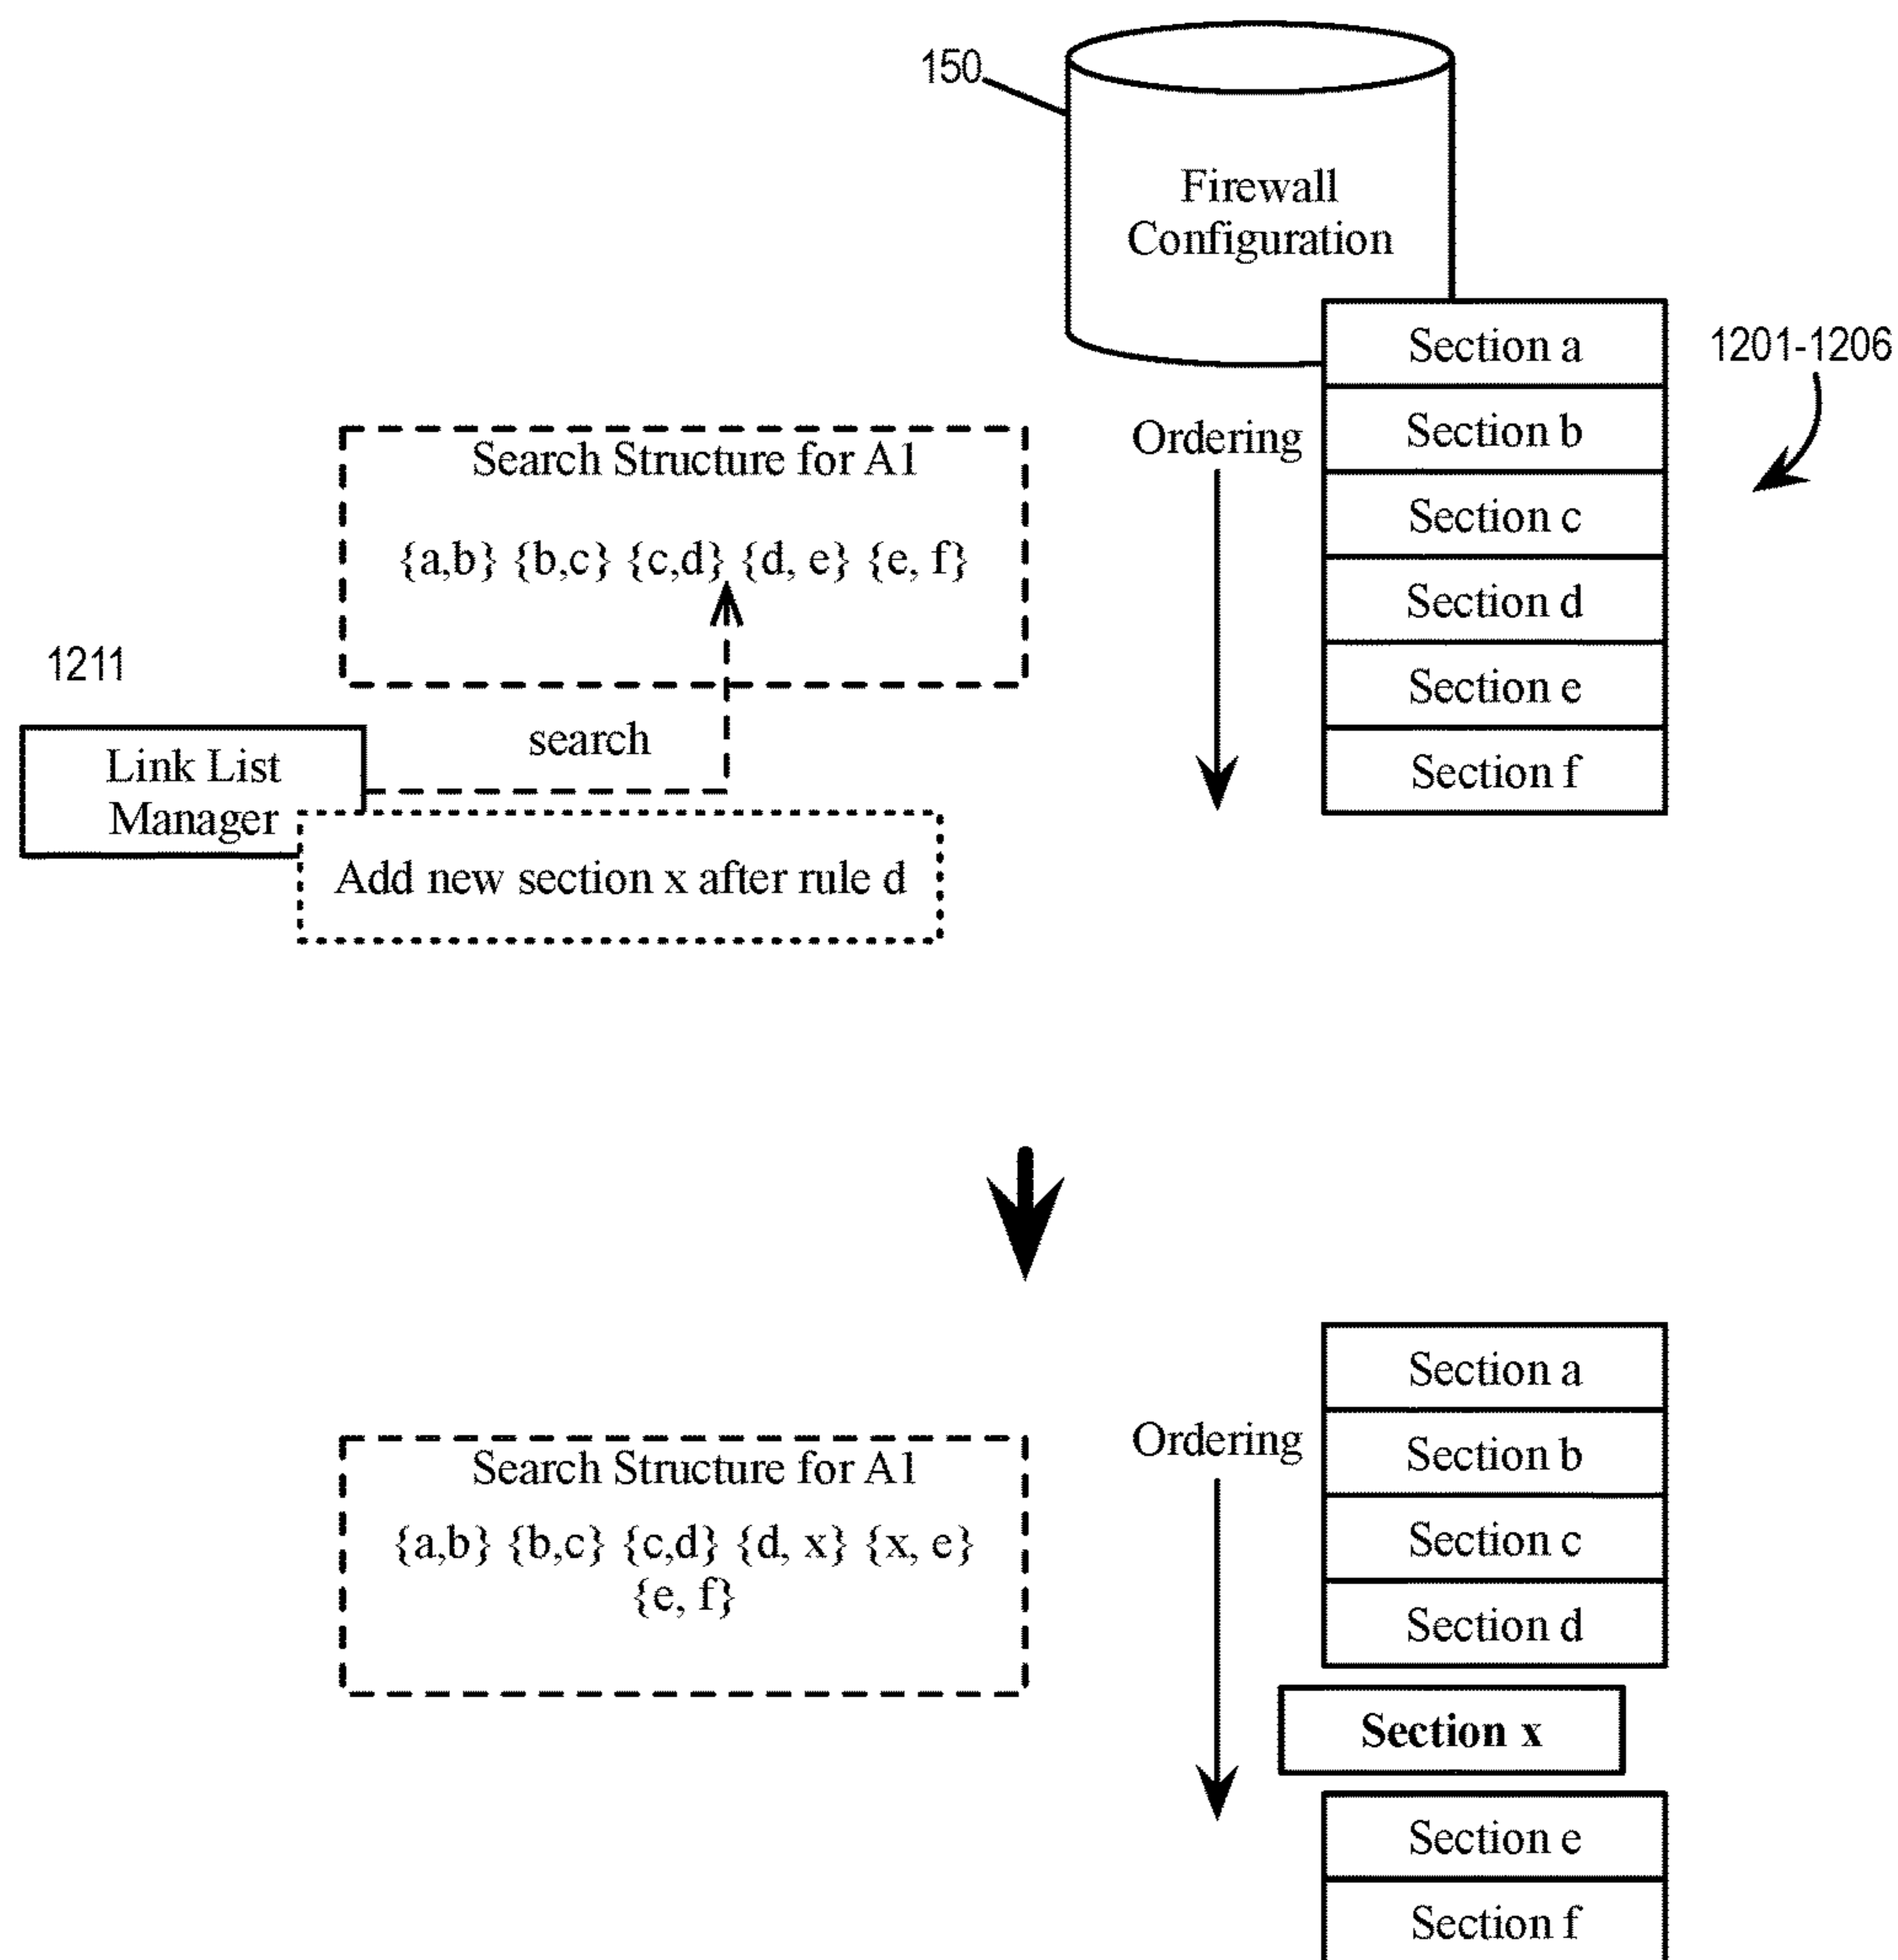 150
Firewall
Configuration
Section a
1201-1206
Section b
Ordering
Search Structure for A1
Section c
{a,b} {b,c} {c,d} {d, e} {e, f}
Section d
1211
Section e
search
Link List
Manager
Section f
Add new section x after rule d
Section a
Ordering
Section b
Search Structure for A1
{a,b} {b,c} {c,d} {d, x} {x, e}
{e, f}
Section c
Section d
Section x
Section e
Section f